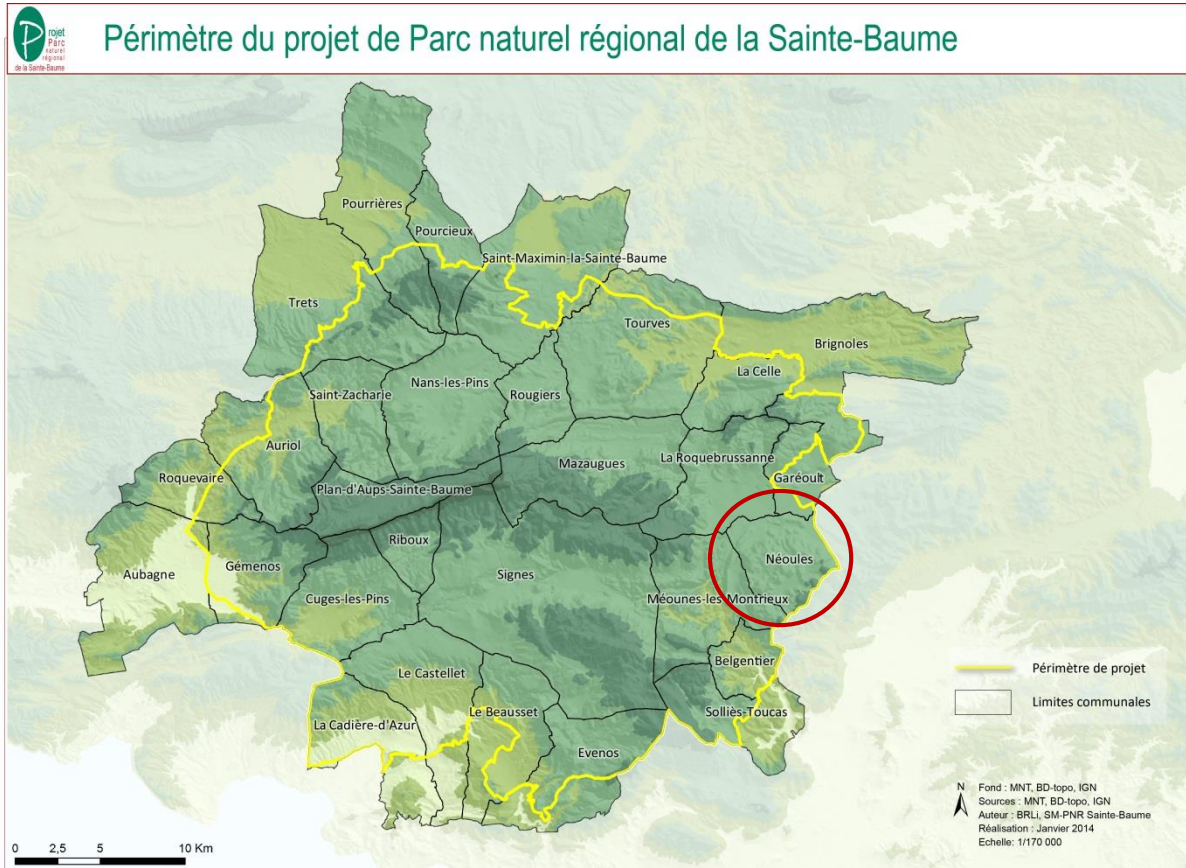 Projet
Parc
naturel
régional
de la Sainte-Baume
Périmètre du projet de Parc naturel régional de la Sainte-Baume
Pourrières
Pourcieux
Saint-Maximin-la-Sainte-Baume
Trets
Tourves
Brignoles
La Celle
Nans-les-Pins
Saint-Zacharie
Rougiers
Auriol
La Roquebrussanne
Mazaugues
Roquevaire
Garéoult
Plan-d'Aups-Sainte-Baume
Riboux
Néoules
Gémenos
Aubagne
Signes
Cuges-les-Pins
Méounes-les-Montrieux
Belgentier
Le Castellet
Périmètre de projet
Limites communales
Le Beausset
Solliès-Toucas
La Cadière-d'Azur
Evenos
N
Fond : MNT, BD-topo, IGN
Sources : MNT, BD-topo, IGN
Auteur : BRLi, SM-PNR Sainte-Baume
Réalisation : Janvier 2014
Echelle: 1/170 000
0 2,5 5 10 Km